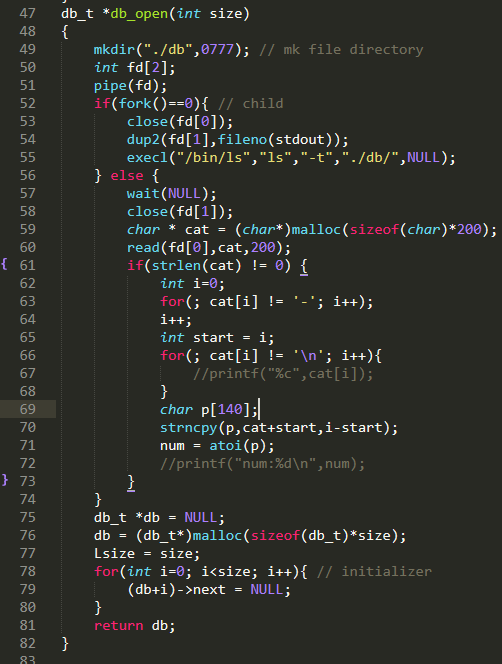 47 db_t *db_open(int size)
48 {
49     mkdir("./db",0777); // mk file directory
50     int fd[2];
51     pipe(fd);
52     if(fork()==0){ // child
53         close(fd[0]);
54         dup2(fd[1],fileno(stdout));
55         execl("/bin/ls","ls","-t","./db/",NULL);
56     } else {
57         wait(NULL);
58         close(fd[1]);
59         char * cat = (char*)malloc(sizeof(char)*200);
60         read(fd[0],cat,200);
{ 61         if(strlen(cat) != 0) {
62             int i=0;
63             for(; cat[i] != '-'; i++);
64             i++;
65             int start = i;
66             for(; cat[i] != '\n'; i++){
67                 //printf("%c",cat[i]);
68             }
69             char p[140];
70             strncpy(p,cat+start,i-start);
71             num = atoi(p);
72             //printf("num:%d\n",num);
} 73         }
74     }
75     db_t *db = NULL;
76     db = (db_t*)malloc(sizeof(db_t)*size);
77     Lsize = size;
78     for(int i=0; i<size; i++){ // initializer
79         (db+i)->next = NULL;
80     }
81     return db;
82 }
83